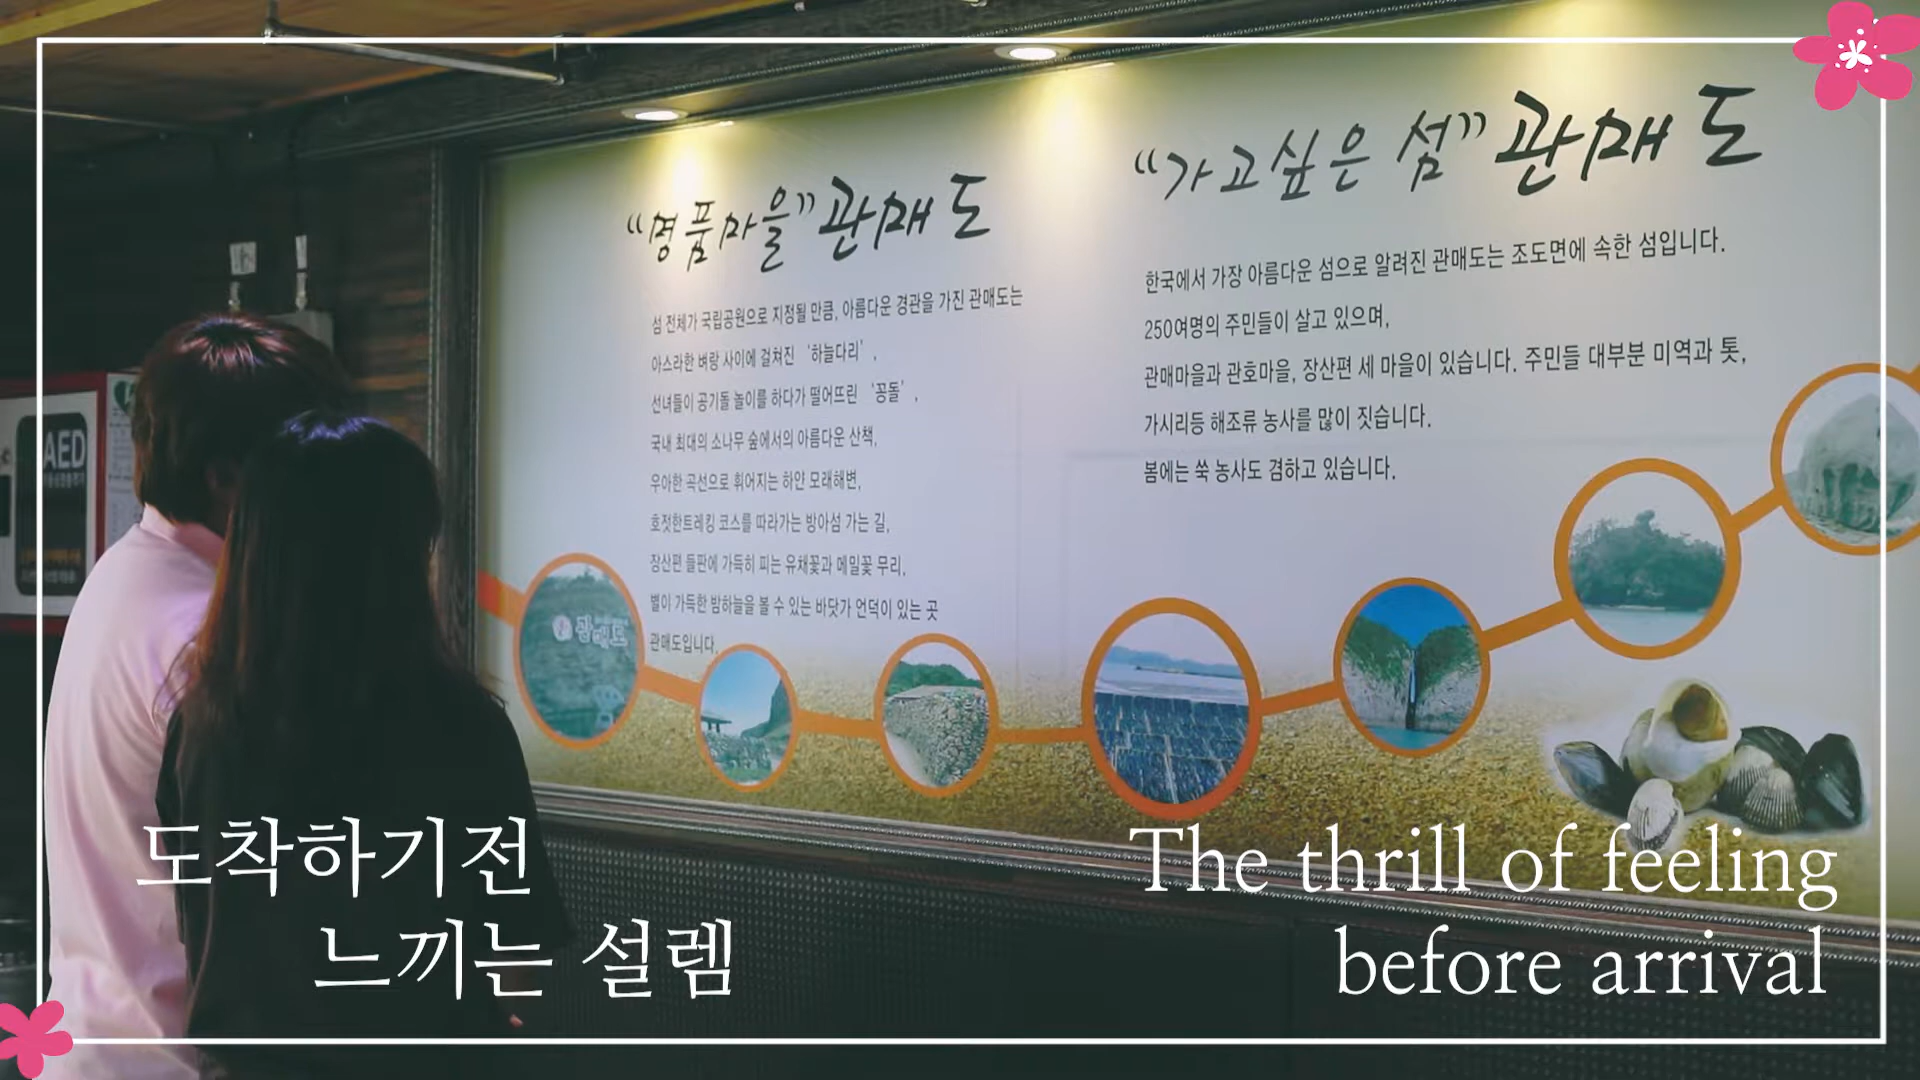 AED
"명품마을" 관매도
섬 전체가 국립공원으로 지정될 만큼, 아름다운 경관을 가진 관매도는
아스라한 벼랑 사이에 걸쳐진 '하늘다리',
선녀들이 공기돌 놀이를 하다가 떨어뜨린 '꽁돌',
국내 최대의 소나무 숲에서의 아름다운 산책,
우아한 곡선으로 휘어지는 하얀 모래해변,
호젓한트레킹 코스를 따라가는 방아섬 가는 길,
장산편 들판에 가득히 피는 유채꽃과 메밀꽃 무리,
별이 가득한 밤하늘을 볼 수 있는 바닷가 언덕이 있는 곳
관매도입니다.
관매도
"가고싶은 섬" 관매도
한국에서 가장 아름다운 섬으로 알려진 관매도는 조도면에 속한 섬입니다.
250여명의 주민들이 살고 있으며,
관매마을과 관호마을, 장산편 세 마을이 있습니다. 주민들 대부분 미역과 톳,
가시리등 해조류 농사를 많이 짓습니다.
봄에는 쑥 농사도 겸하고 있습니다.
도착하기전
느끼는 설렘
The thrill of feeling
before arrival